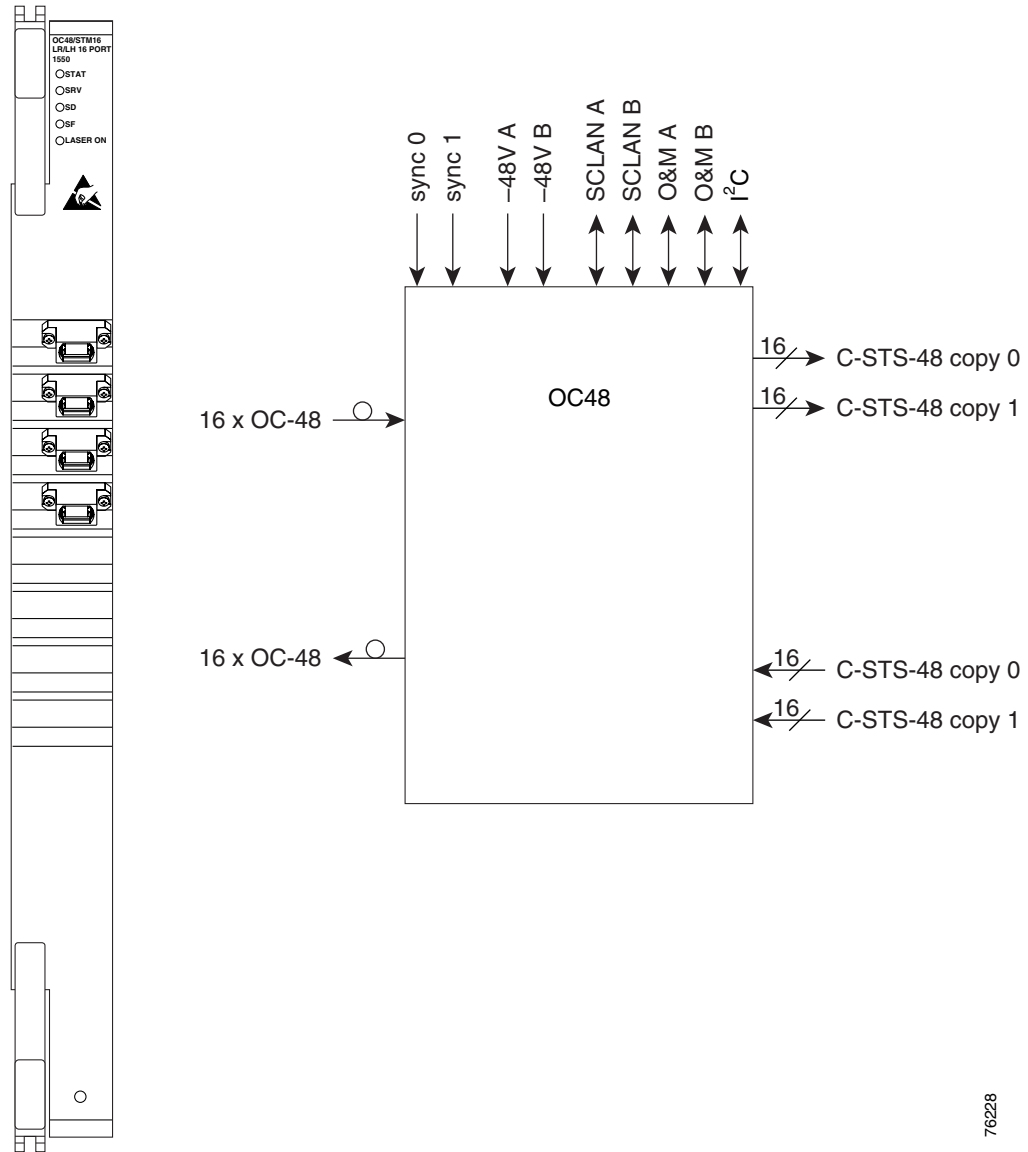 OC48/STM16
LR/LH 16 PORT
1550
STAT
SRV
SD
SF
LASER ON
sync 0
sync 1
–48V A
–48V B
SCLAN A
SCLAN B
O&M A
O&M B
I²C
16
C-STS-48 copy 0
16
C-STS-48 copy 1
OC48
16 x OC-48
16 x OC-48
16
C-STS-48 copy 0
16
C-STS-48 copy 1
76228